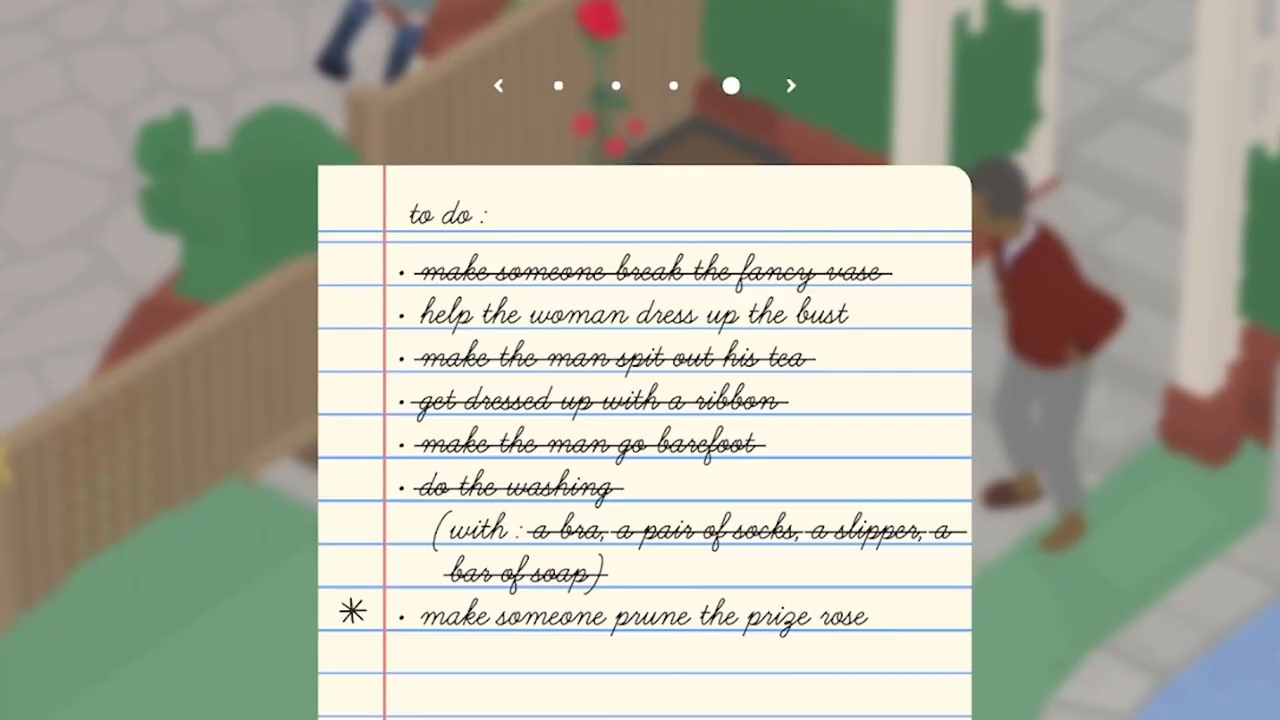 to do :
• make someone break the fancy vase
• help the woman dress up the bust
• make the man spit out his tea
• get dressed up with a ribbon
• make the man go barefoot
• do the washing
(with : a bra, a pair of socks, a slipper, a
bar of soap)
• make someone prune the prize rose